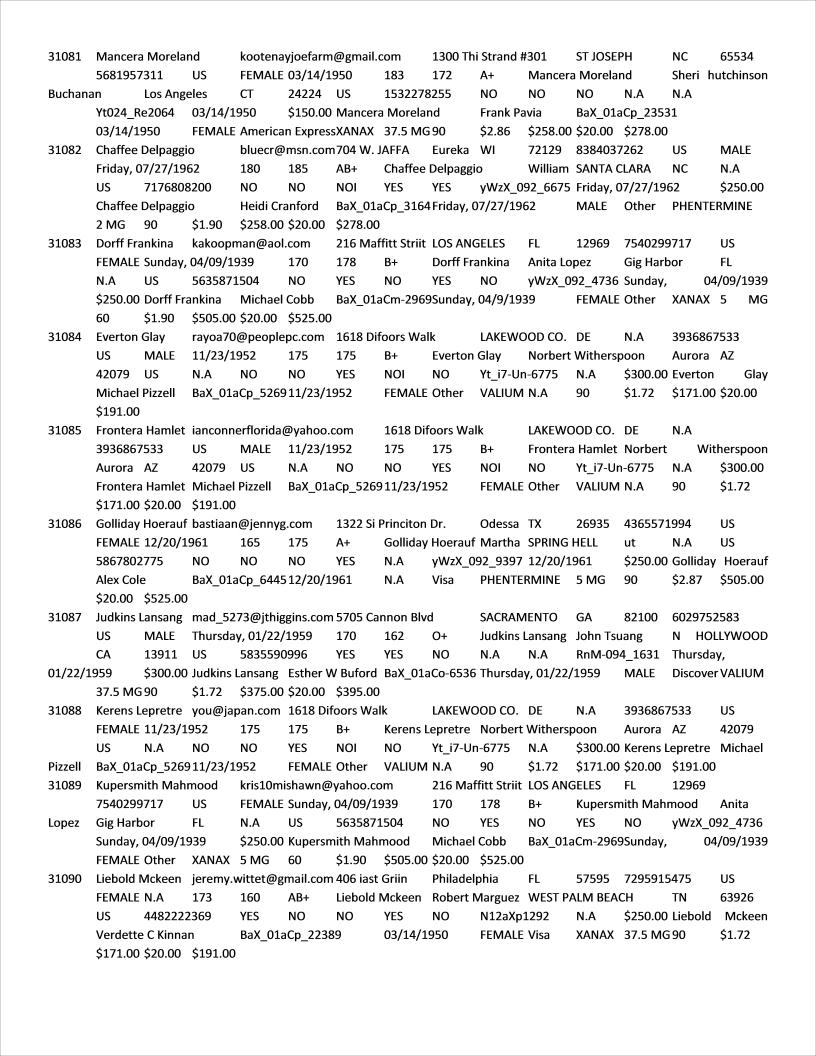 31081 Mancera Moreland kootenayjoefarm@gmail.com 1300 Thi Strand #301 ST JOSEPH NC 65534
5681957311 US FEMALE 03/14/1950 183 172 A+ Mancera Moreland Sheri hutchinson
Buchanan Los Angeles CT 24224 US 1532278255 NO NO NO N.A N.A
Yt024_Re2064 03/14/1950 $150.00 Mancera Moreland Frank Pavia BaX_01aCp_23531
03/14/1950 FEMALE American ExpressXANAX 37.5 MG 90 $2.86 $258.00 $20.00 $278.00
31082 Chaffee Delpaggio bluecr@msn.com 704 W. JAFFA Eureka WI 72129 8384037262 US MALE
Friday, 07/27/1962 180 185 AB+ Chaffee Delpaggio William SANTA CLARA NC N.A
US 7176808200 NO NO NOI YES YES yWzX_092_6675 Friday, 07/27/1962 $250.00
Chaffee Delpaggio Heidi Cranford BaX_01aCp_3164Friday, 07/27/1962 MALE Other PHENTERMINE
2 MG 90 $1.90 $258.00 $20.00 $278.00
31083 Dorff Frankina kakoopman@aol.com 216 Maffitt Striit LOS ANGELES FL 12969 7540299717 US
FEMALE Sunday, 04/09/1939 170 178 B+ Dorff Frankina Anita Lopez Gig Harbor FL
N.A US 5635871504 NO YES NO YES NO yWzX_092_4736 Sunday, 04/09/1939
$250.00 Dorff Frankina Michael Cobb BaX_01aCm-2969Sunday, 04/9/1939 FEMALE Other XANAX 5 MG
60 $1.90 $505.00 $20.00 $525.00
31084 Everton Glay rayoa70@peoplepc.com 1618 Difoors Walk LAKEWOOD CO. DE N.A 3936867533
US MALE 11/23/1952 175 175 B+ Everton Glay Norbert Witherspoon Aurora AZ
42079 US N.A NO NO YES NOI NO Yt_i7-Un-6775 N.A $300.00 Everton Glay
Michael Pizzell BaX_01aCp_526911/23/1952 FEMALE Other VALIUM N.A 90 $1.72 $171.00 $20.00
$191.00
31085 Frontera Hamlet ianconnerflorida@yahoo.com 1618 Difoors Walk LAKEWOOD CO. DE N.A
3936867533 US MALE 11/23/1952 175 175 B+ Frontera Hamlet Norbert Witherspoon
Aurora AZ 42079 US N.A NO NO YES NOI NO Yt_i7-Un-6775 N.A $300.00
Frontera Hamlet Michael Pizzell BaX_01aCp_526911/23/1952 FEMALE Other VALIUM N.A 90 $1.72
$171.00 $20.00 $191.00
31086 Golliday Hoerauf bastiaan@jennyg.com 1322 Si Princiton Dr. Odessa TX 26935 4365571994 US
FEMALE 12/20/1961 165 175 A+ Golliday Hoerauf Martha SPRING HELL ut N.A US
5867802775 NO NO NO YES N.A yWzX_092_9397 12/20/1961 $250.00 Golliday Hoerauf
Alex Cole BaX_01aCp_644512/20/1961 N.A Visa PHENTERMINE 5 MG 90 $2.87 $505.00
$20.00 $525.00
31087 Judkins Lansang mad_5273@jthiggins.com 5705 Cannon Blvd SACRAMENTO GA 82100 6029752583
US MALE Thursday, 01/22/1959 170 162 O+ Judkins Lansang John Tsuang N HOLLYWOOD
CA 13911 US 5835590996 YES YES NO N.A N.A RnM-094_1631 Thursday,
01/22/1959 $300.00 Judkins Lansang Esther W Buford BaX_01aCo-6536 Thursday, 01/22/1959 MALE Discover VALIUM
37.5 MG 90 $1.72 $375.00 $20.00 $395.00
31088 Kerens Lepretre you@japan.com 1618 Difoors Walk LAKEWOOD CO. DE N.A 3936867533 US
FEMALE 11/23/1952 175 175 B+ Kerens Lepretre Norbert Witherspoon Aurora AZ 42079
US N.A NO NO YES NOI NO Yt_i7-Un-6775 N.A $300.00 Kerens Lepretre Michael
Pizzell BaX_01aCp_526911/23/1952 FEMALE Other VALIUM N.A 90 $1.72 $171.00 $20.00 $191.00
31089 Kupersmith Mahmood kris10mishawn@yahoo.com 216 Maffitt Striit LOS ANGELES FL 12969
7540299717 US FEMALE Sunday, 04/09/1939 170 178 B+ Kupersmith Mahmood Anita
Lopez Gig Harbor FL N.A US 5635871504 NO YES NO YES NO yWzX_092_4736
Sunday, 04/09/1939 $250.00 Kupersmith Mahmood Michael Cobb BaX_01aCm-2969Sunday, 04/09/1939
FEMALE Other XANAX 5 MG 60 $1.90 $505.00 $20.00 $525.00
31090 Liebold Mckeen jeremy.wittet@gmail.com 406 iast Griin Philadelphia FL 57595 7295915475 US
FEMALE N.A 173 160 AB+ Liebold Mckeen Robert Marguez WEST PALM BEACH TN 63926
US 4482222369 YES NO NO YES NO N12aXp1292 N.A $250.00 Liebold Mckeen
Verdette C Kinnan BaX_01aCp_22389 03/14/1950 FEMALE Visa XANAX 37.5 MG 90 $1.72
$171.00 $20.00 $191.00